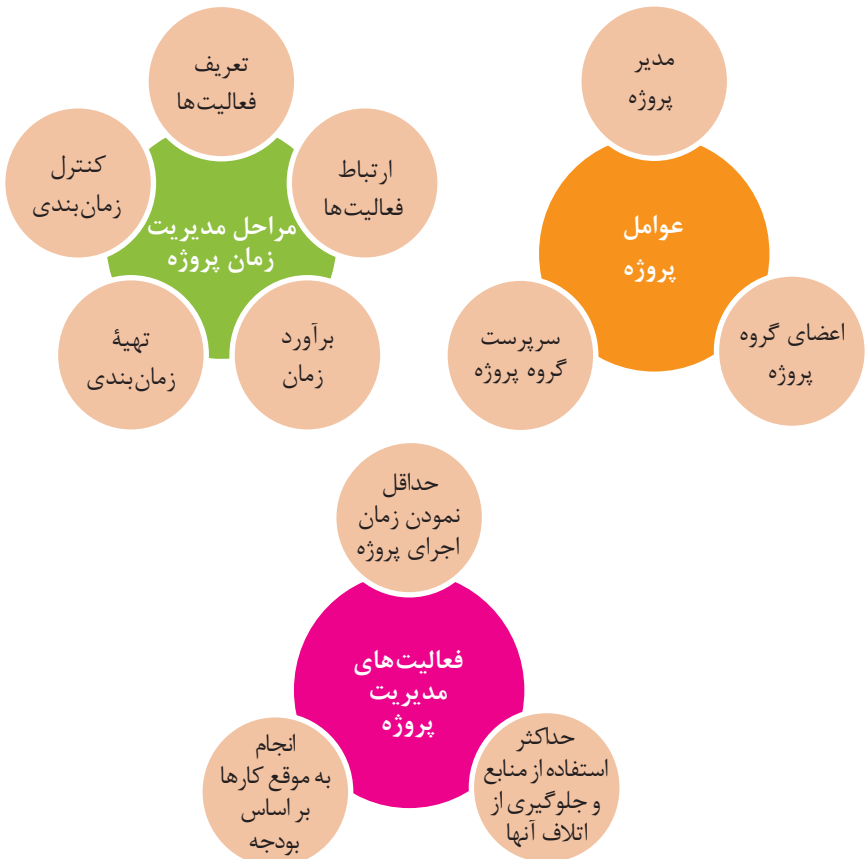 عوامل
پروژه
مدیر
پروژه
اعضای گروه
پروژه
سرپرست
گروه پروژه
مراحل مدیریت
زمان پروژه
تعریف
فعالیت‌ها
ارتباط
فعالیت‌ها
برآورد
زمان
تهیۀ
زمان‌بندی
کنترل
زمان‌بندی
فعالیت‌های
مدیریت
پروژه
حداقل
نمودن زمان
اجرای پروژه
حداکثر
استفاده از منابع
و جلوگیری از
اتلاف آنها
انجام
به موقع کارها
بر اساس
بودجه